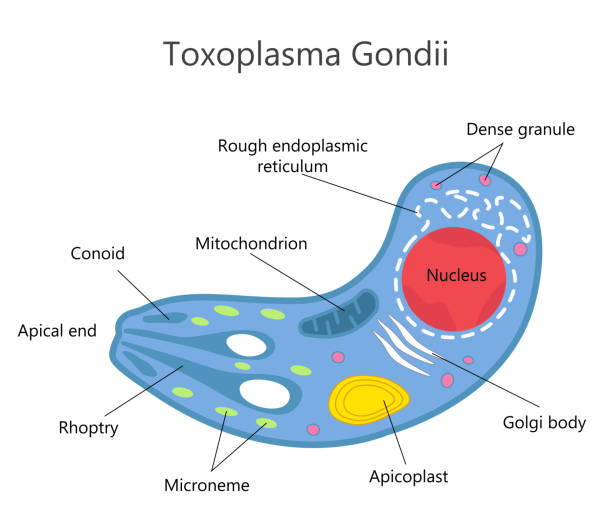 Toxoplasma Gondii
Dense granule
Rough endoplasmic
reticulum
Mitochondrion
Conoid
Nucleus
Apical end
Rhoptry
Golgi body
Apicoplast
Microneme